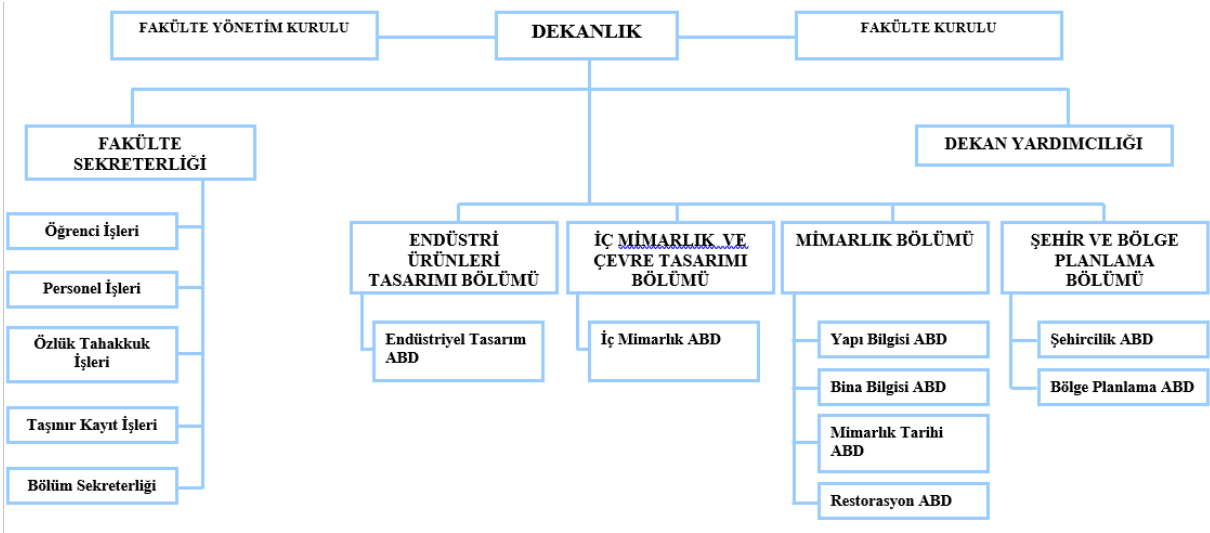 FAKÜLTE YÖNETİM KURULU
DEKANLIK
FAKÜLTE KURULU
FAKÜLTE
SEKRETERLİĞİ
DEKAN YARDIMCILIĞI
Öğrenci İşleri
Personel İşleri
Özlük Tahakkuk
İşleri
Taşınır Kayıt İşleri
Bölüm Sekreterliği
ENDÜSTRİ
ÜRÜNLERİ
TASARIMI BÖLÜMÜ
Endüstriyel Tasarım
ABD
İÇ MİMARLIK VE
ÇEVRE TASARIMI
BÖLÜMÜ
İç Mimarlık ABD
MİMARLIK BÖLÜMÜ
Yapı Bilgisi ABD
Bina Bilgisi ABD
Mimarlık Tarihi
ABD
Restorasyon ABD
ŞEHİR VE BÖLGE
PLANLAMA
BÖLÜMÜ
Şehircilik ABD
Bölge Planlama ABD